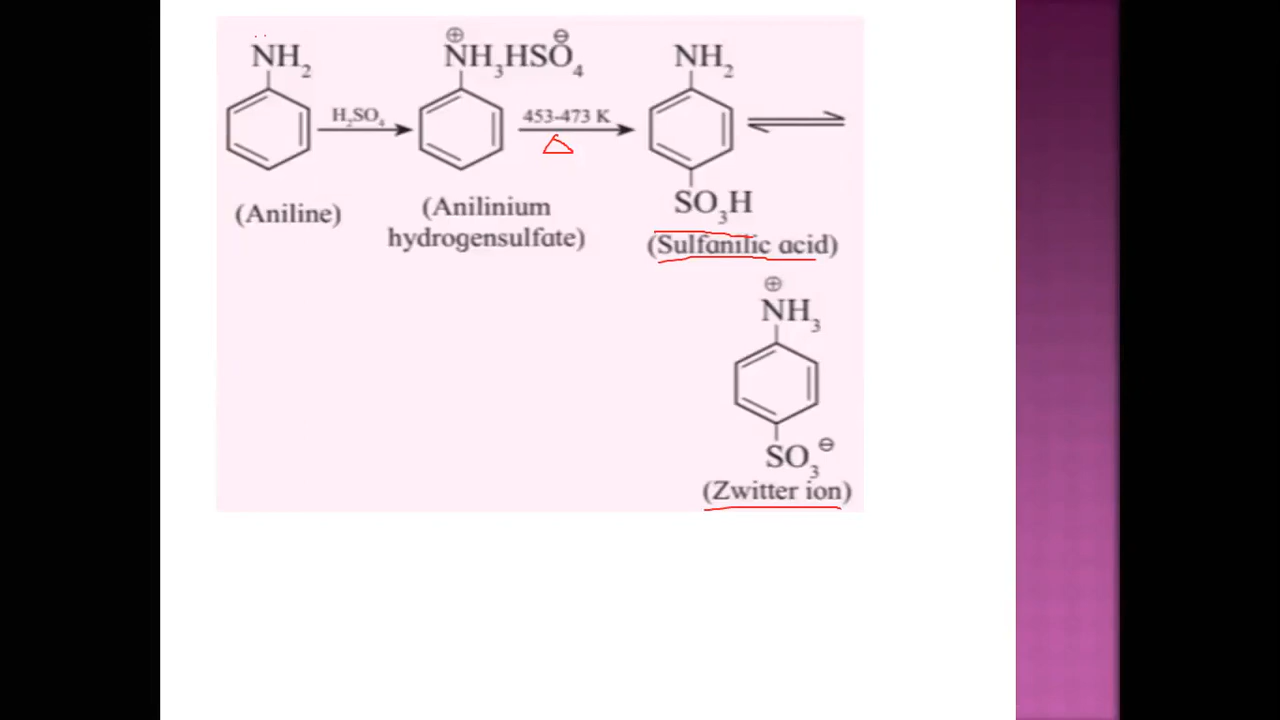 NH₂ H₂SO₄ ⊕NH₃HSO₄⊖ 453-473 K NH₂
SO₃H
(Aniline) (Anilinium hydrogensulfate) (Sulfanilic acid)
⊕NH₃
SO₃⊖
(Zwitter ion)